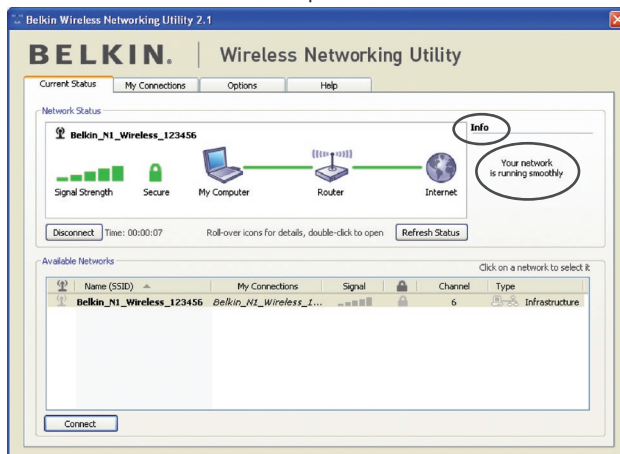 Belkin Wireless Networking Utility 2.1
BELKIN. | Wireless Networking Utility
Current Status My Connections Options Help
Network Status
Belkin_N1_Wireless_123456
Info
Your network
is running smoothly
Signal Strength Secure My Computer Router Internet
Disconnect Time: 00:00:07 Roll-over icons for details, double-click to open Refresh Status
Available Networks
Click on a network to select it
Name (SSID) My Connections Signal Channel Type
Belkin_N1_Wireless_123456 Belkin_N1_Wireless_1... 6 Infrastructure
Connect